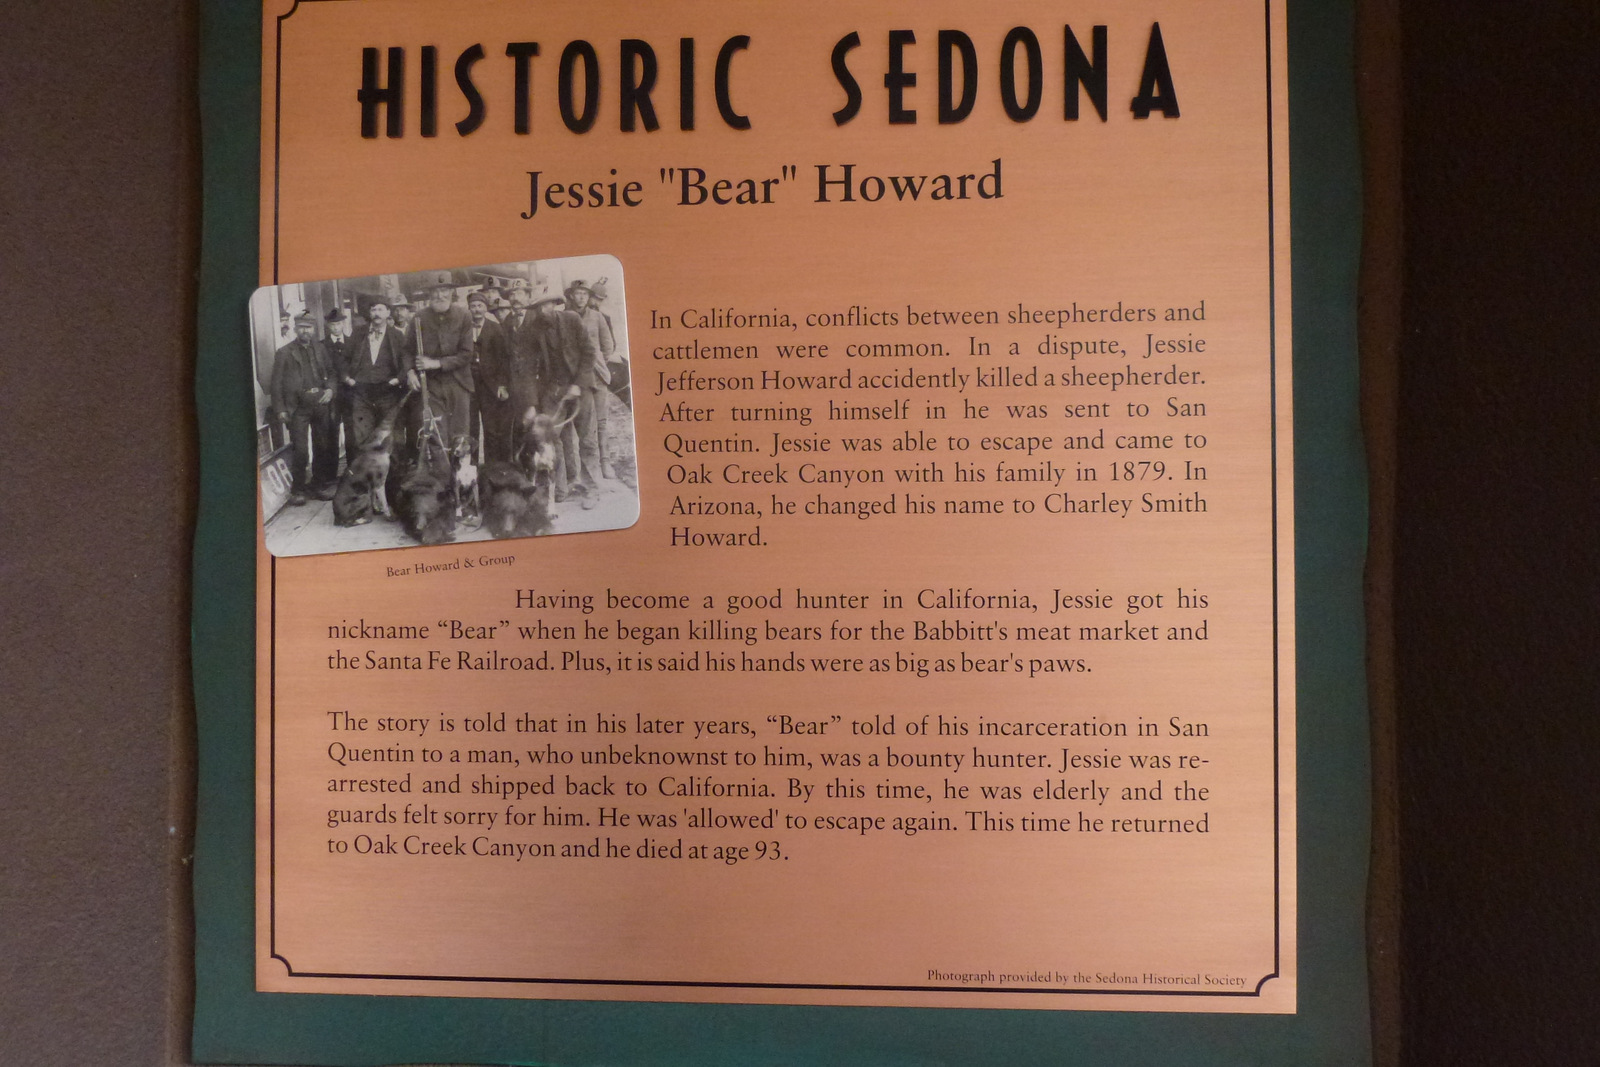 HISTORIC SEDONA
Jessie "Bear" Howard
In California, conflicts between sheepherders and
cattlemen were common. In a dispute, Jessie
Jefferson Howard accidently killed a sheepherder.
After turning himself in he was sent to San
Quentin. Jessie was able to escape and came to
Oak Creek Canyon with his family in 1879. In
Arizona, he changed his name to Charley Smith
Howard.
Bear Howard & Group
Having become a good hunter in California, Jessie got his
nickname “Bear” when he began killing bears for the Babbitt's meat market and
the Santa Fe Railroad. Plus, it is said his hands were as big as bear's paws.
The story is told that in his later years, “Bear” told of his incarceration in San
Quentin to a man, who unbeknownst to him, was a bounty hunter. Jessie was re-
arrested and shipped back to California. By this time, he was elderly and the
guards felt sorry for him. He was 'allowed' to escape again. This time he returned
to Oak Creek Canyon and he died at age 93.
Photograph provided by the Sedona Historical Society